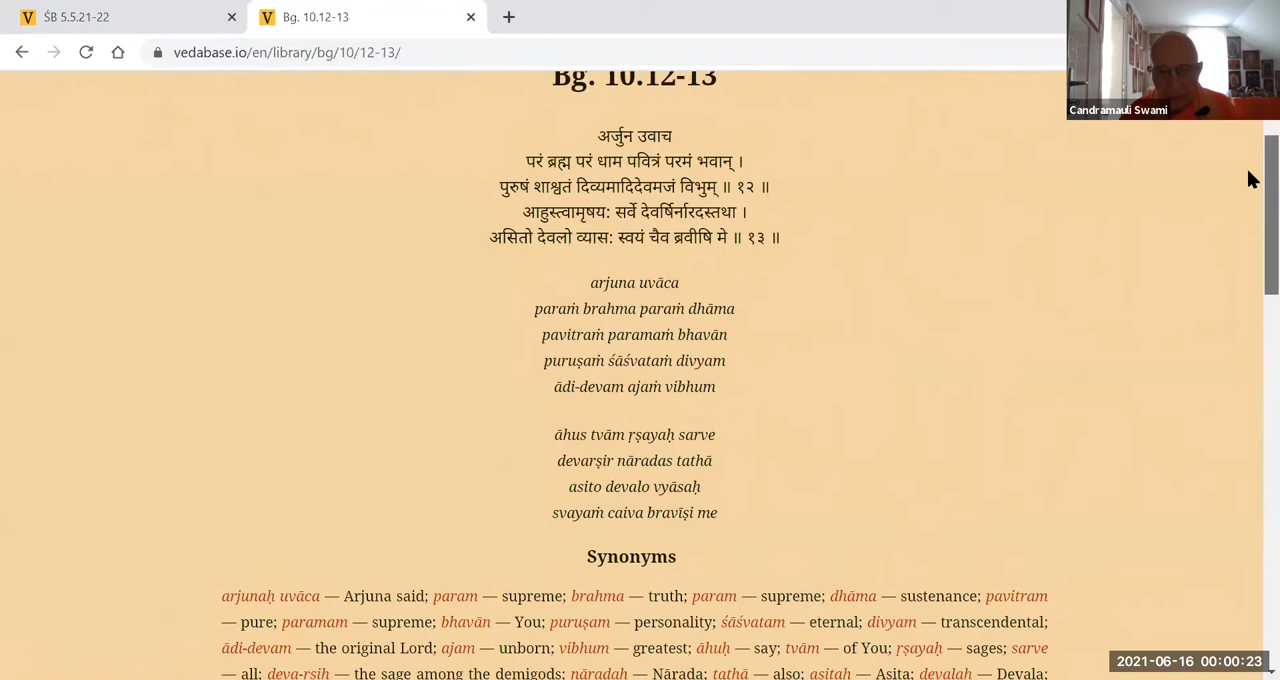 ŚB 5.5.21-22
Bg. 10.12-13
vedabase.io/en/library/bg/10/12-13/
Candramauli Swami
Bg. 10.12-13
अर्जुन उवाच
परं ब्रह्म परं धाम पवित्रं परमं भवान् ।
पुरुषं शाश्वतं दिव्यमादिदेवमजं विभुम् ॥ १२ ॥
आहुस्त्वामृषय: सर्वे देवर्षिर्नारदस्तथा ।
असितो देवलो व्यास: स्वयं चैव ब्रवीषि मे ॥ १३ ॥
arjuna uvāca
paraṁ brahma paraṁ dhāma
pavitraṁ paramaṁ bhavān
puruṣaṁ śāśvataṁ divyam
ādi-devam ajaṁ vibhum
āhus tvām ṛṣayaḥ sarve
devarṣir nāradas tathā
asito devalo vyāsaḥ
svayaṁ caiva bravīṣi me
Synonyms
arjunaḥ uvāca — Arjuna said; param — supreme; brahma — truth; param — supreme; dhāma — sustenance; pavitram
— pure; paramam — supreme; bhavān — You; puruṣam — personality; śāśvatam — eternal; divyam — transcendental;
ādi-devam — the original Lord; ajam — unborn; vibhum — greatest; āhuḥ — say; tvām — of You; ṛṣayaḥ — sages; sarve
— all; deva-ṛṣiḥ — the sage among the demigods; nāradaḥ — Nārada; tathā — also; asitaḥ — Asita; devalaḥ — Devala;
2021-06-16 00:00:23